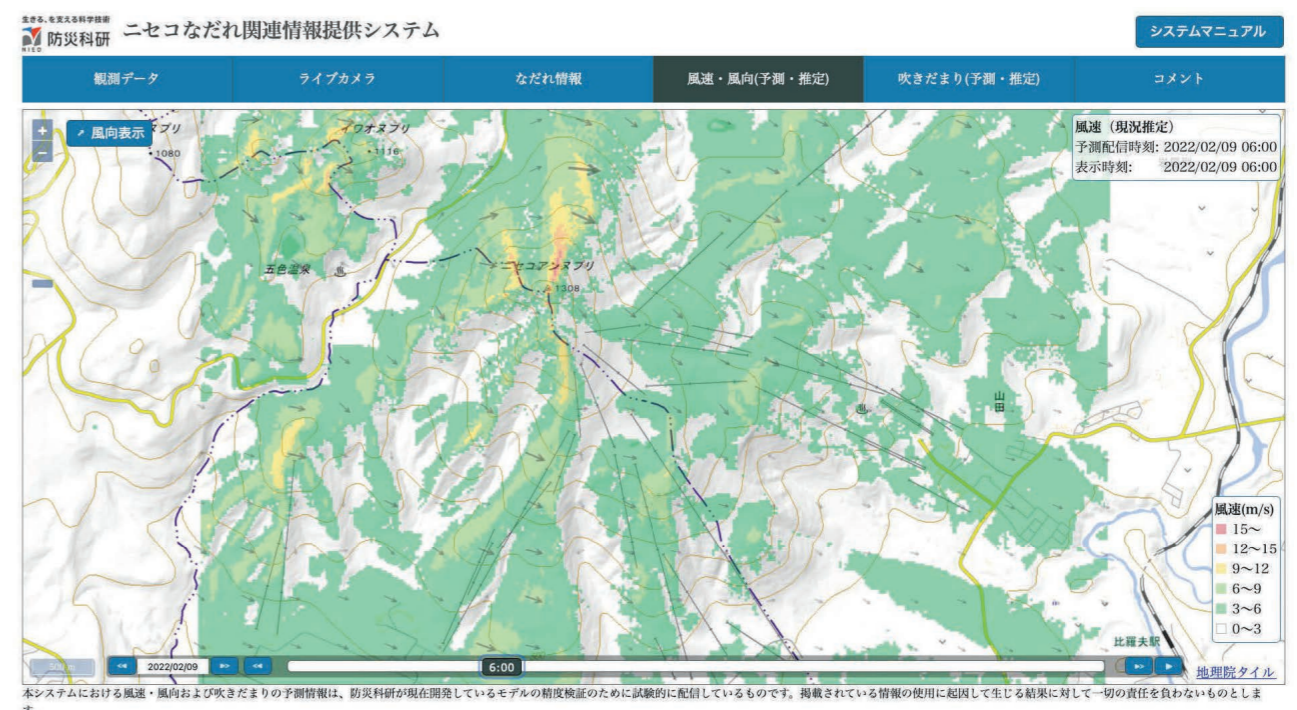 生きる、を支える科学技術
防災科研
NIED
ニセコなだれ関連情報提供システム
システムマニュアル
観測データ
ライブカメラ
なだれ情報
風速・風向(予測・推定)
吹きだまり(予測・推定)
コメント
+
−
風向表示
ヌプリ
・1080
イワオヌプリ
・1116
風速（現況推定）
予測配信時刻: 2022/02/09 06:00
表示時刻: 2022/02/09 06:00
五色温泉
ニセコアンヌプリ
1308
山田
風速(m/s)
15〜
12〜15
9〜12
6〜9
3〜6
0〜3
比羅夫駅
500 m
<<
2022/02/09
>>
<<
6:00
>>
地理院タイル
本システムにおける風速・風向および吹きだまりの予測情報は、防災科研が現在開発しているモデルの精度検証のために試験的に配信しているものです。掲載されている情報の使用に起因して生じる結果に対して一切の責任を負わないものとしま
す。